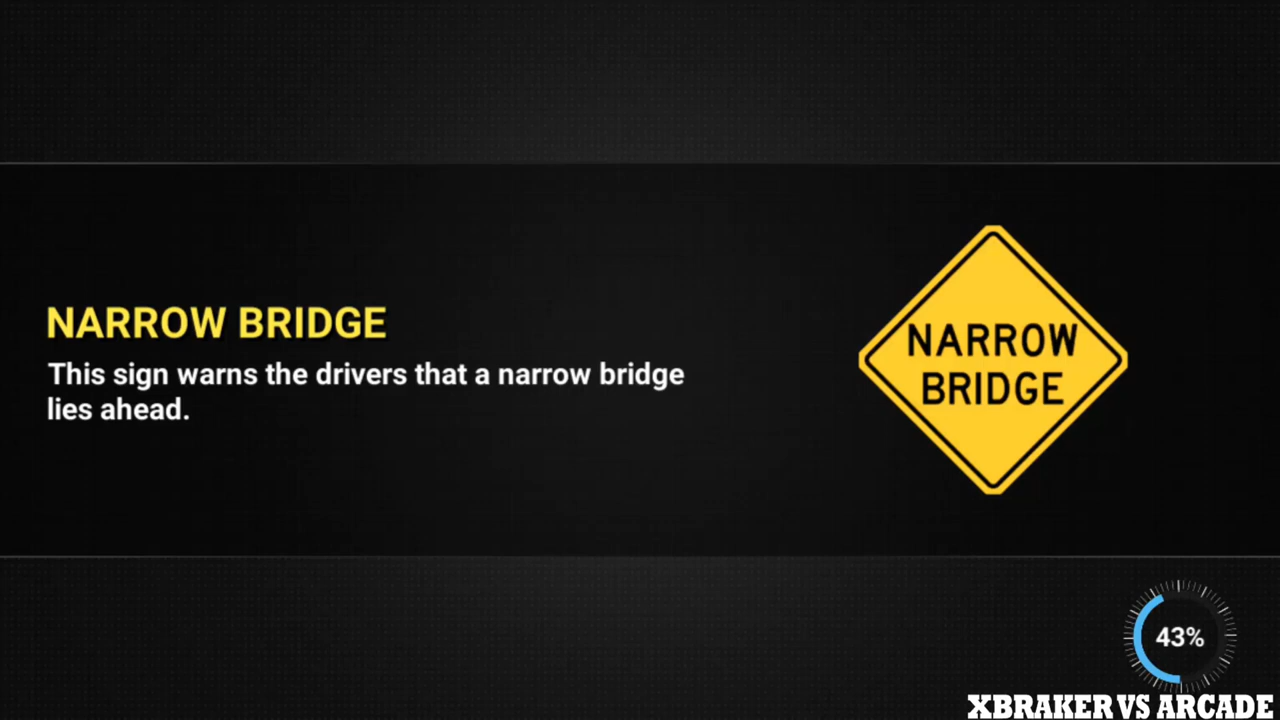 NARROW BRIDGE
This sign warns the drivers that a narrow bridge
lies ahead.
NARROW
BRIDGE
43%
XBRAKER VS ARCADE